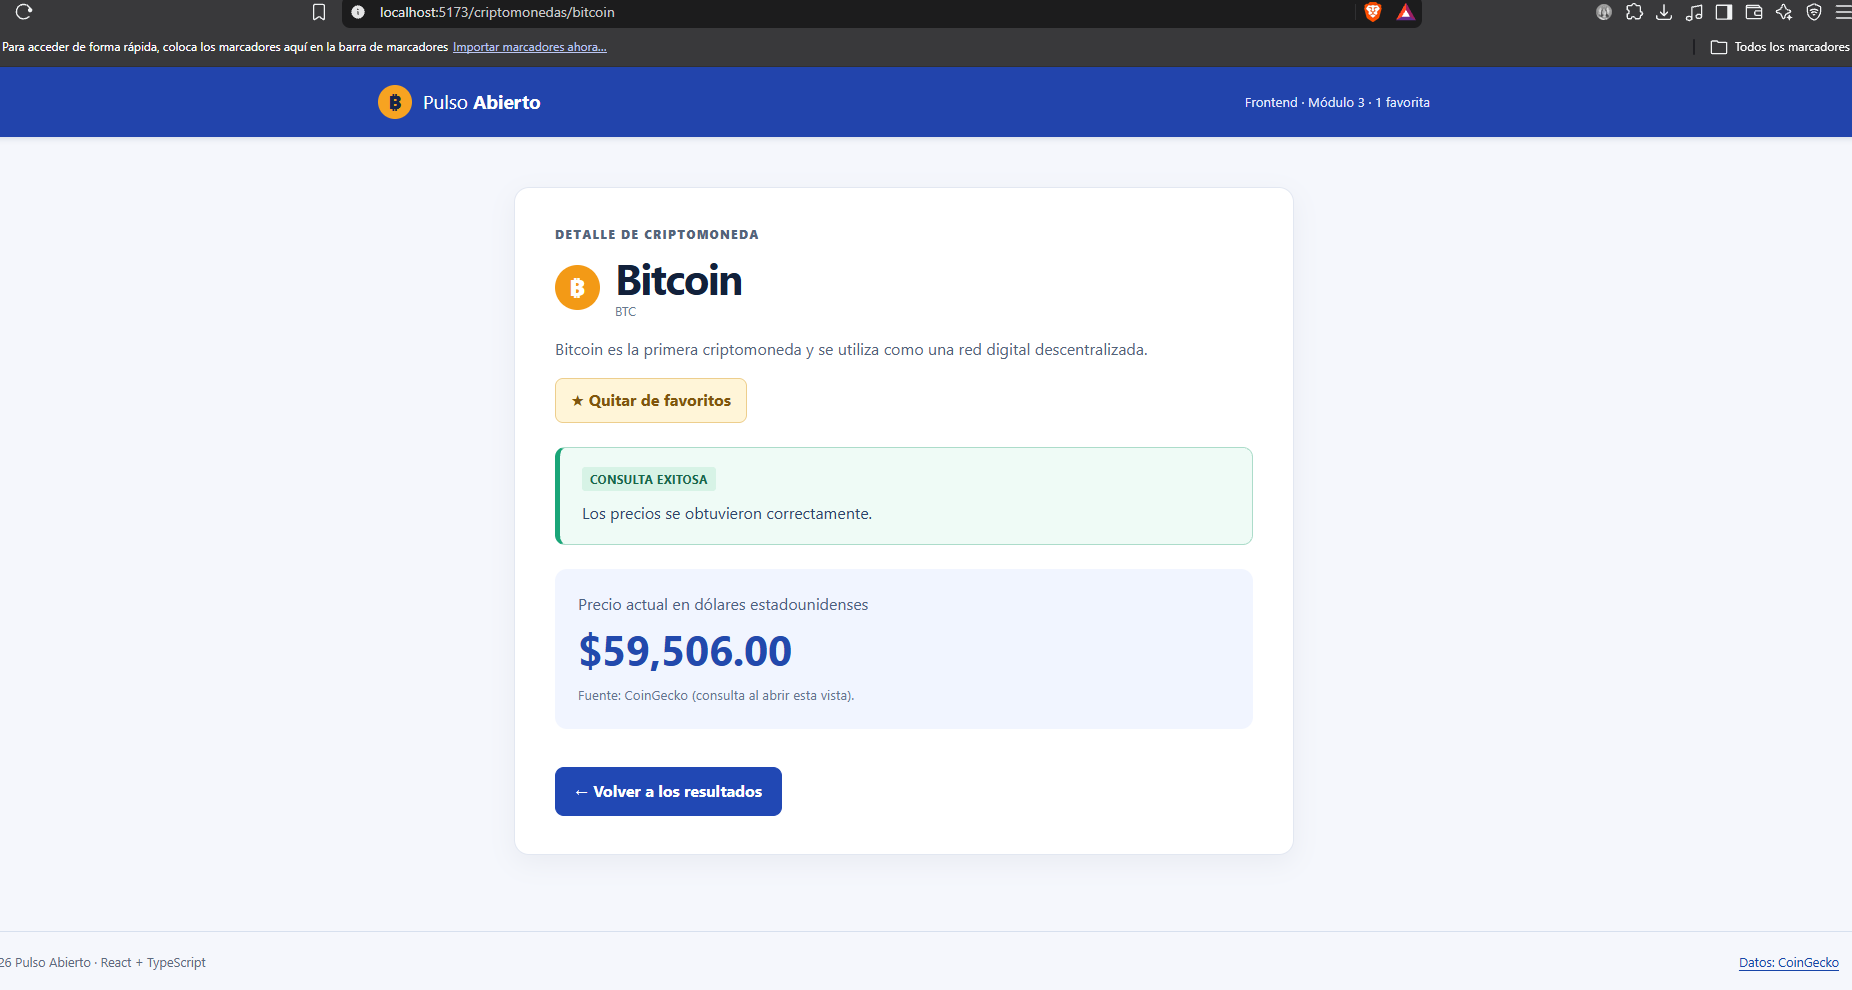 localhost:5173/criptomonedas/bitcoin
Para acceder de forma rápida, coloca los marcadores aquí en la barra de marcadores Importar marcadores ahora...
Todos los marcadores
Pulso Abierto
Frontend · Módulo 3 · 1 favorita
DETALLE DE CRIPTOMONEDA
Bitcoin
BTC
Bitcoin es la primera criptomoneda y se utiliza como una red digital descentralizada.
★ Quitar de favoritos
CONSULTA EXITOSA
Los precios se obtuvieron correctamente.
Precio actual en dólares estadounidenses
$59,506.00
Fuente: CoinGecko (consulta al abrir esta vista).
← Volver a los resultados
26 Pulso Abierto · React + TypeScript
Datos: CoinGecko